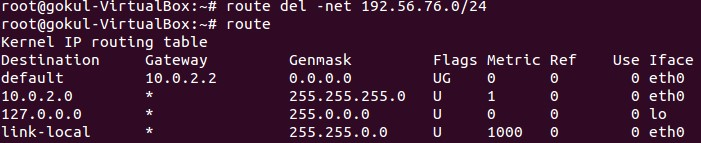 root@gokul-VirtualBox:~# route del -net 192.56.76.0/24
root@gokul-VirtualBox:~# route
Kernel IP routing table
Destination     Gateway         Genmask         Flags Metric Ref    Use Iface
default         10.0.2.2        0.0.0.0         UG    0      0        0 eth0
10.0.2.0        *               255.255.255.0   U     1      0        0 eth0
127.0.0.0       *               255.0.0.0       U     0      0        0 lo
link-local      *               255.255.0.0     U     1000   0        0 eth0